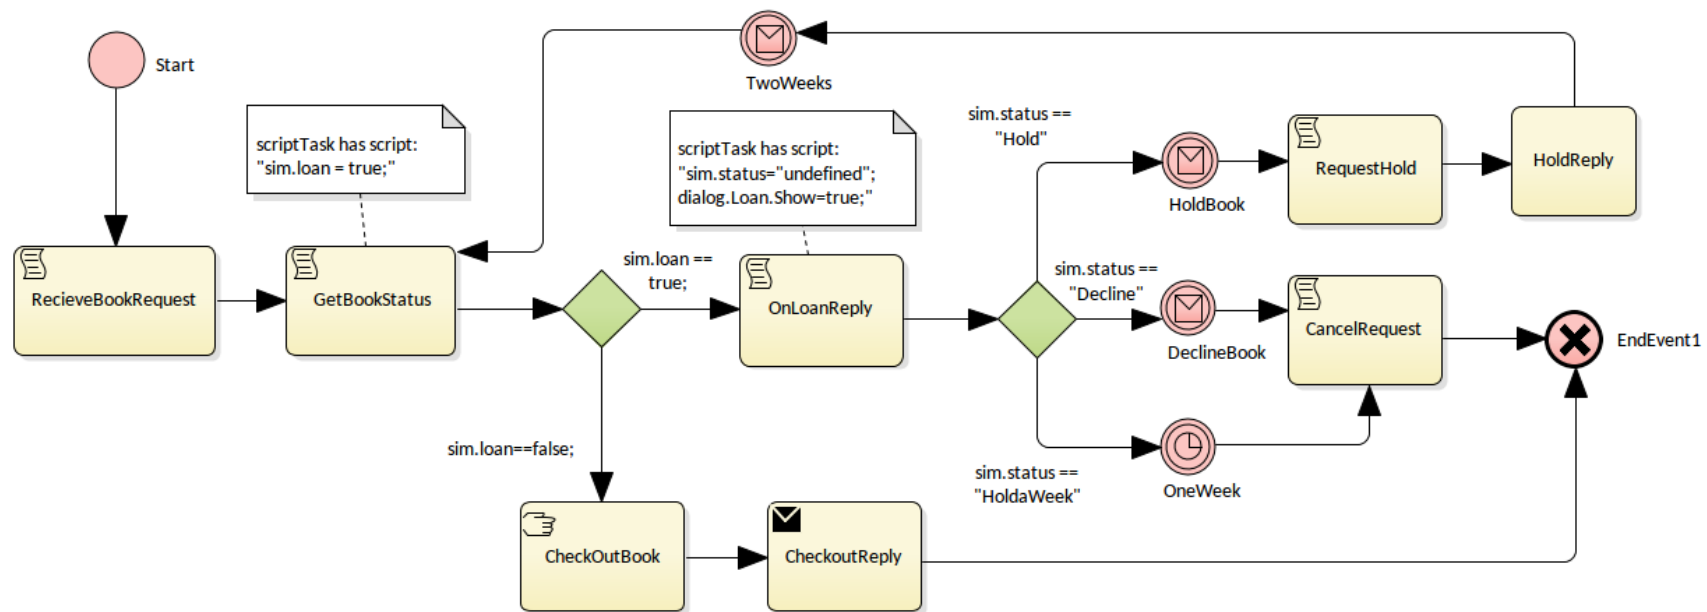 Start
TwoWeeks
scriptTask has script:
"sim.loan = true;"
scriptTask has script:
"sim.status="undefined";
dialog.Loan.Show=true;"
sim.status ==
"Hold"
HoldBook
RequestHold
HoldReply
RecieveBookRequest
GetBookStatus
sim.loan ==
true;
OnLoanReply
sim.status ==
"Decline"
DeclineBook
CancelRequest
EndEvent1
sim.loan==false;
sim.status ==
"HoldaWeek"
OneWeek
CheckOutBook
CheckoutReply